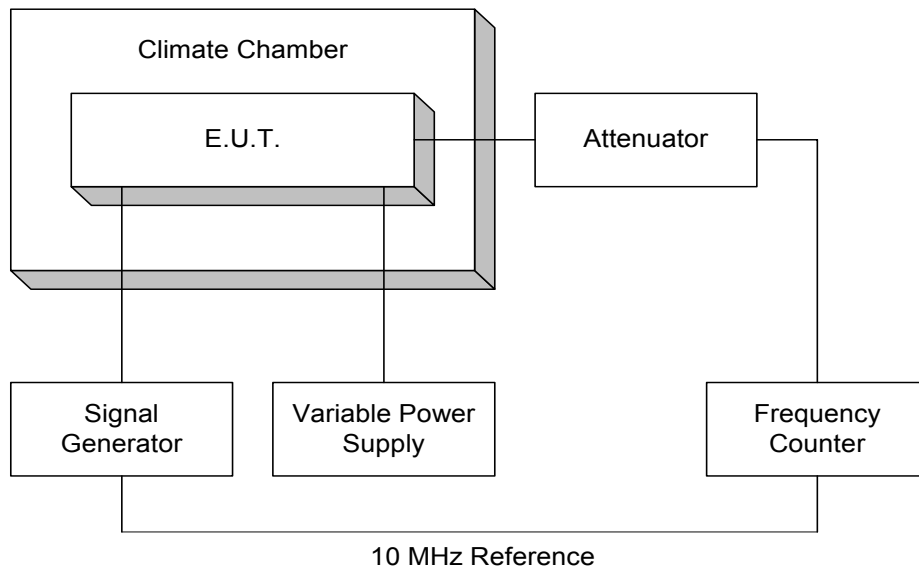 Climate Chamber
E.U.T.
Attenuator
Signal
Generator
Variable Power
Supply
Frequency
Counter
10 MHz Reference